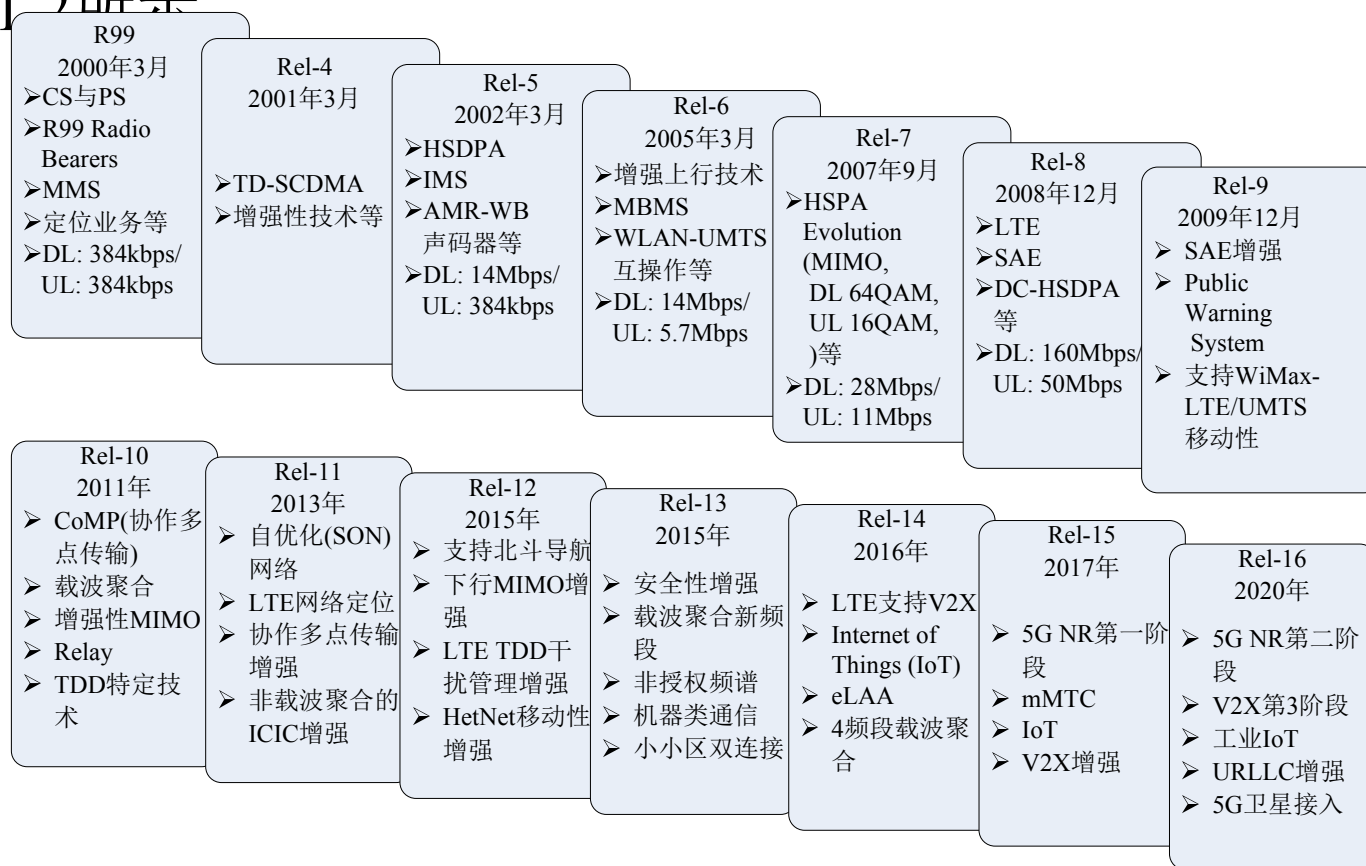 R99
2000年3月
➢CS与PS
➢R99 Radio
Bearers
➢MMS
➢定位业务等
➢DL: 384kbps/
UL: 384kbps
Rel-4
2001年3月
➢TD-SCDMA
➢增强性技术等
Rel-5
2002年3月
➢HSDPA
➢IMS
➢AMR-WB
声码器等
➢DL: 14Mbps/
UL: 384kbps
Rel-6
2005年3月
➢增强上行技术
➢MBMS
➢WLAN-UMTS
互操作等
➢DL: 14Mbps/
UL: 5.7Mbps
Rel-7
2007年9月
➢HSPA
Evolution
(MIMO,
DL 64QAM,
UL 16QAM,
)等
➢DL: 28Mbps/
UL: 11Mbps
Rel-8
2008年12月
➢LTE
➢SAE
➢DC-HSDPA
等
➢DL: 160Mbps/
UL: 50Mbps
Rel-9
2009年12月
➢ SAE增强
➢ Public
Warning
System
➢ 支持WiMax-
LTE/UMTS
移动性
Rel-10
2011年
➢ CoMP(协作多
点传输)
➢ 载波聚合
➢ 增强性MIMO
➢ Relay
➢ TDD特定技
术
Rel-11
2013年
➢ 自优化(SON)
网络
➢ LTE网络定位
➢ 协作多点传输
增强
➢ 非载波聚合的
ICIC增强
Rel-12
2015年
➢ 支持北斗导航
➢ 下行MIMO增
强
➢ LTE TDD干
扰管理增强
➢ HetNet移动性
增强
Rel-13
2015年
➢ 安全性增强
➢ 载波聚合新频
段
➢ 非授权频谱
➢ 机器类通信
➢ 小小区双连接
Rel-14
2016年
➢ LTE支持V2X
➢ Internet of
Things (IoT)
➢ eLAA
➢ 4频段载波聚
合
Rel-15
2017年
➢ 5G NR第一阶
段
➢ mMTC
➢ IoT
➢ V2X增强
Rel-16
2020年
➢ 5G NR第二阶
段
➢ V2X第3阶段
➢ 工业IoT
➢ URLLC增强
➢ 5G卫星接入